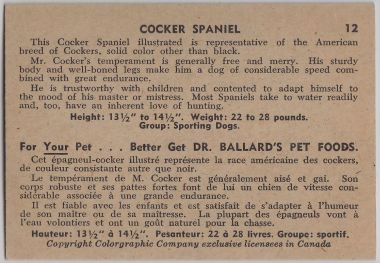 COCKER SPANIEL 12
This Cocker Spaniel illustrated is representative of the American
breed of Cockers, solid color other than black.
Mr. Cocker's temperament is generally free and merry. His sturdy
body and well-boned legs make him a dog of considerable speed com-
bined with great endurance.
He is trustworthy with children and contented to adapt himself to
the mood of his master or mistress. Most Spaniels take to water readily
and, too, have an inherent love of hunting.
Height: 13½" to 14½". Weight: 22 to 28 pounds.
Group: Sporting Dogs.
For Your Pet . . . Better Get DR. BALLARD'S PET FOODS.
Cet épagneul-cocker illustré représente la race américaine des cockers,
de couleur consistante autre que noir.
Le tempérament de M. Cocker est généralement aisé et gai. Son
corps robuste et ses pattes fortes font de lui un chien de vitesse con-
sidérable associée à une grande endurance.
Il est fiable avec les enfants et est satisfait de s'adapter à l'humeur
de son maître ou de sa maîtresse. La plupart des épagneuls vont à
l'eau volontiers et ont un goût naturel pour la chasse.
Hauteur: 13½" à 14½". Pesanteur: 22 à 28 livres. Groupe: sportif.
Copyright Colorgraphic Company exclusive licensees in Canada